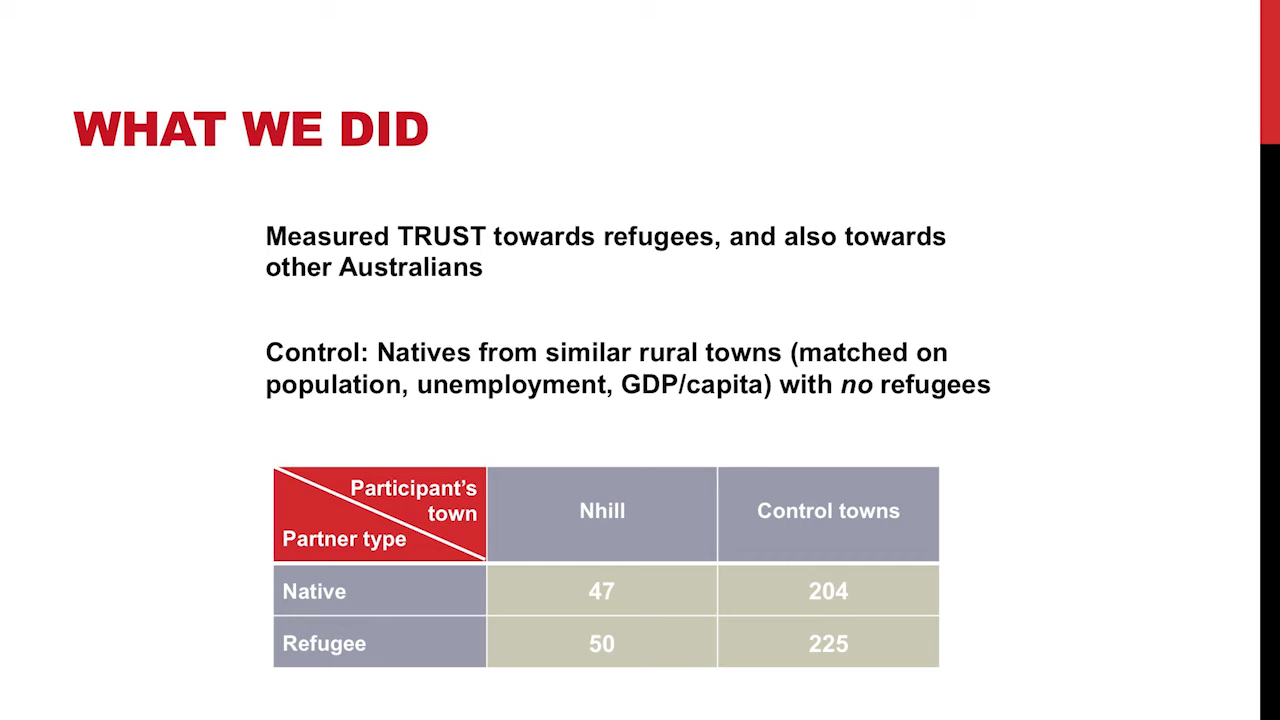 WHAT WE DID
Measured TRUST towards refugees, and also towards
other Australians
Control: Natives from similar rural towns (matched on
population, unemployment, GDP/capita) with no refugees
Participant’s
town
Partner type
Nhill
Control towns
Native
47
204
Refugee
50
225